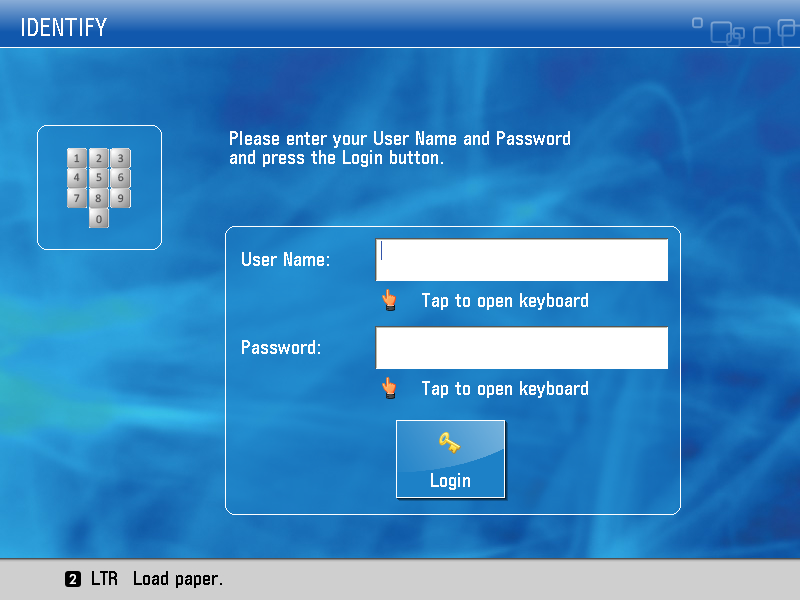 IDENTIFY
1 2 3
4 5 6
7 8 9
0
Please enter your User Name and Password
and press the Login button.
User Name:
Tap to open keyboard
Password:
Tap to open keyboard
Login
2 LTR Load paper.